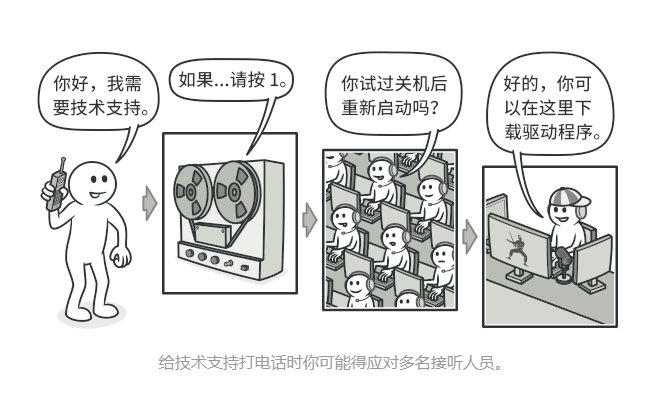 你好，我需
要技术支持。
如果...请按 1。
你试过关机后
重新启动吗？
好的，你可
以在这里下
载驱动程序。
给技术支持打电话时你可能得应对多名接听人员。